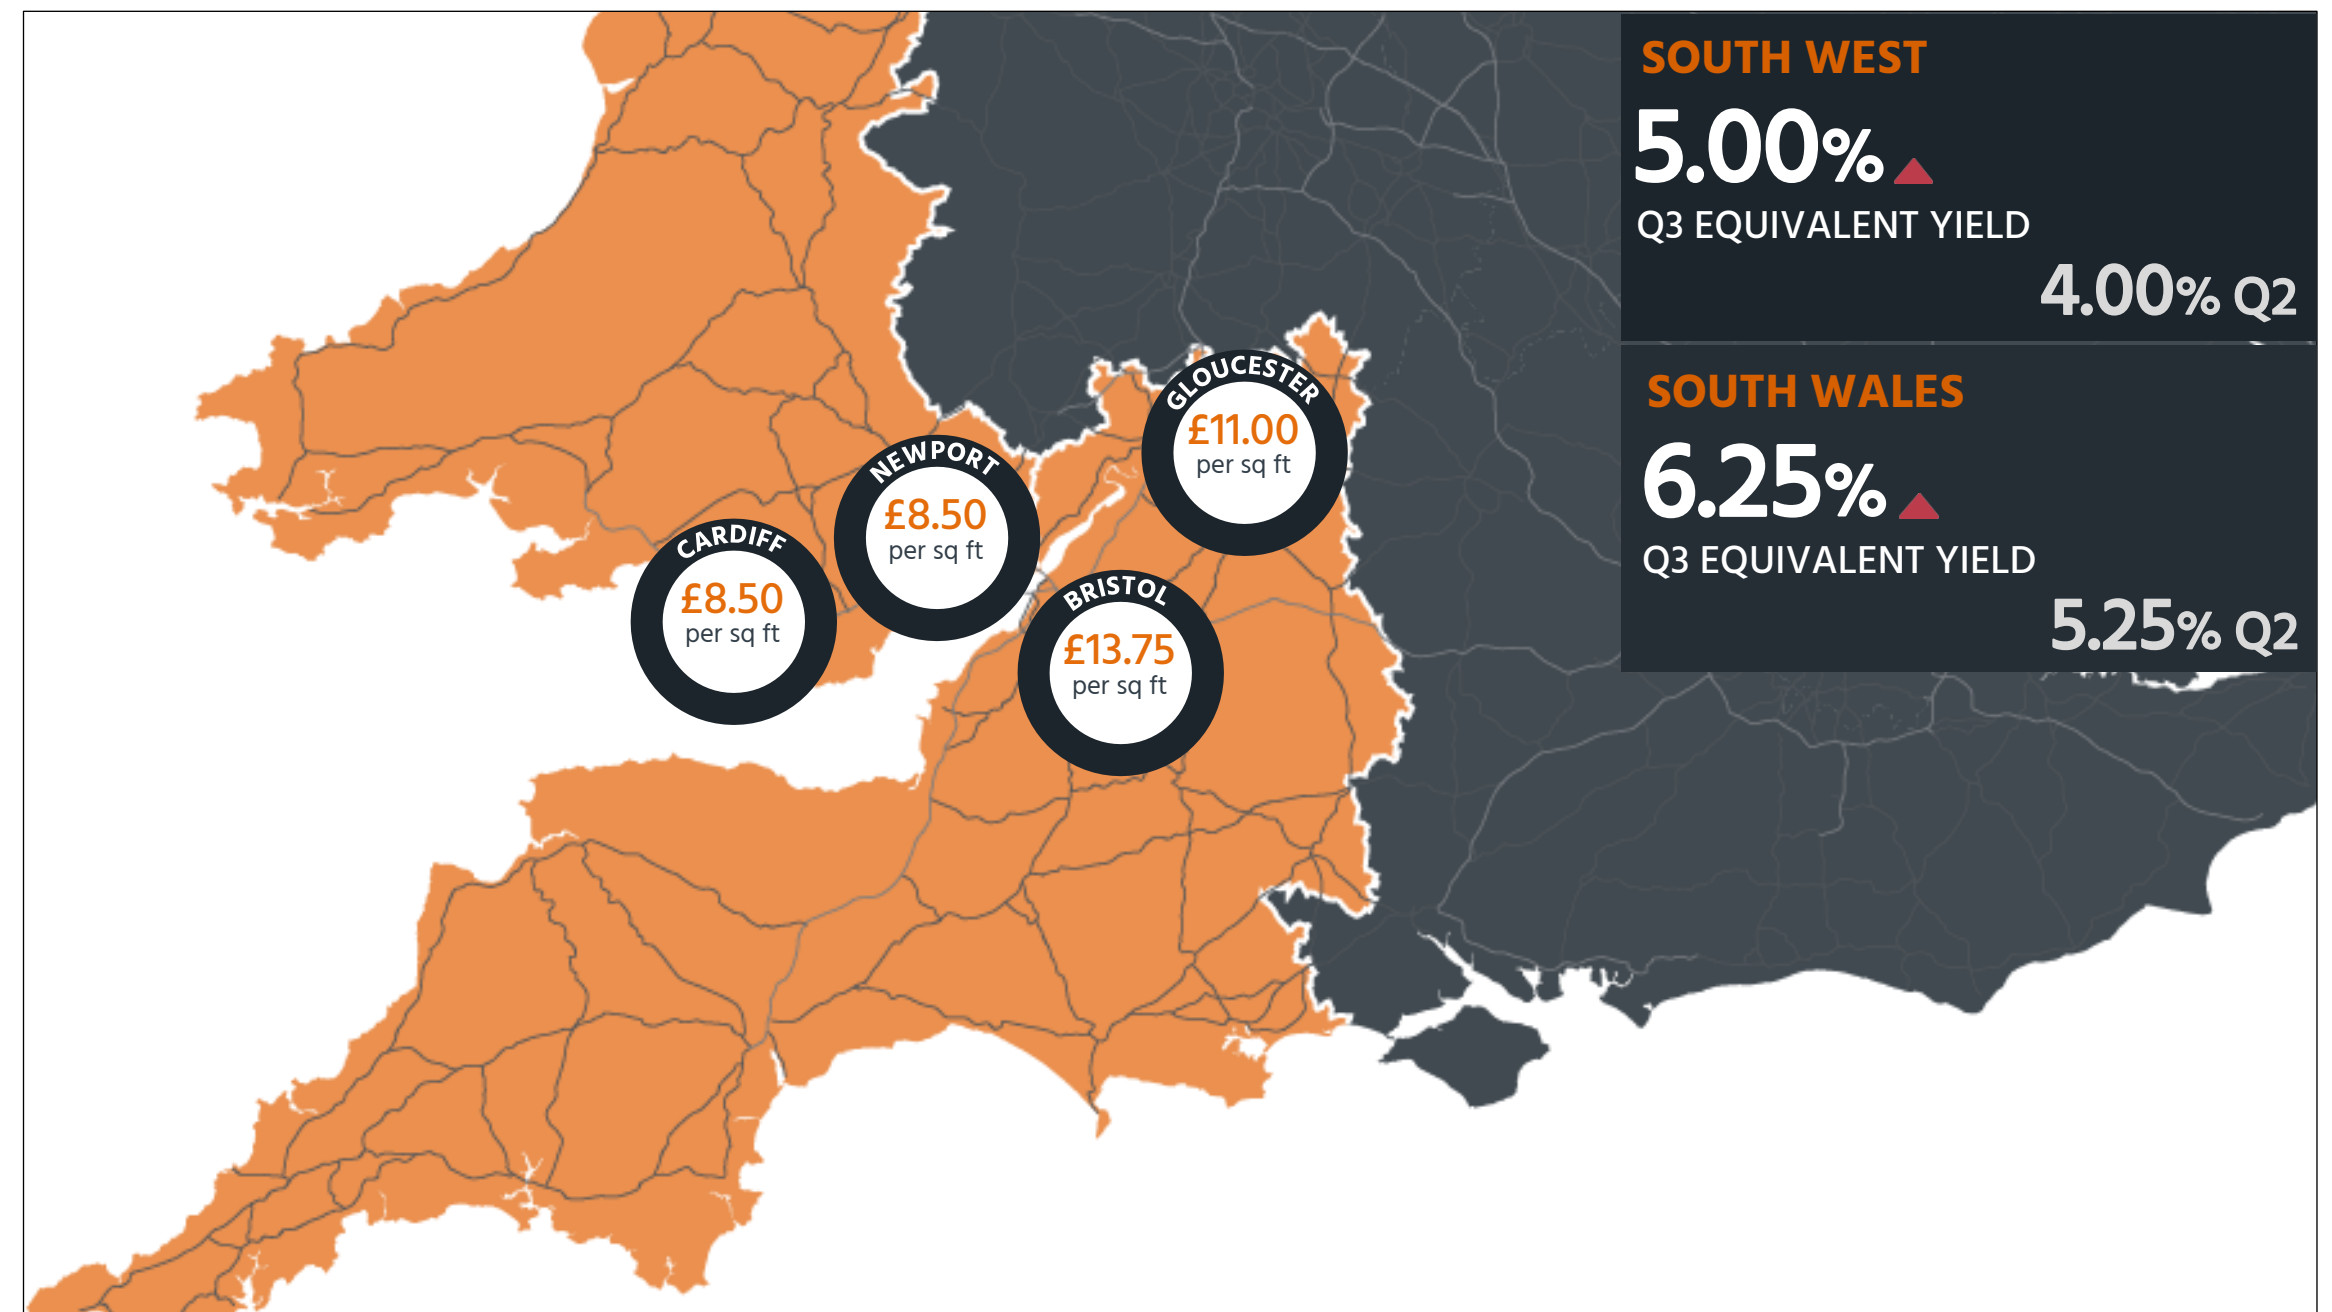 SOUTH WEST
5.00%
Q3 EQUIVALENT YIELD
4.00% Q2
SOUTH WALES
6.25%
Q3 EQUIVALENT YIELD
5.25% Q2
GLOUCESTER
£11.00
per sq ft
NEWPORT
£8.50
per sq ft
CARDIFF
£8.50
per sq ft
BRISTOL
£13.75
per sq ft